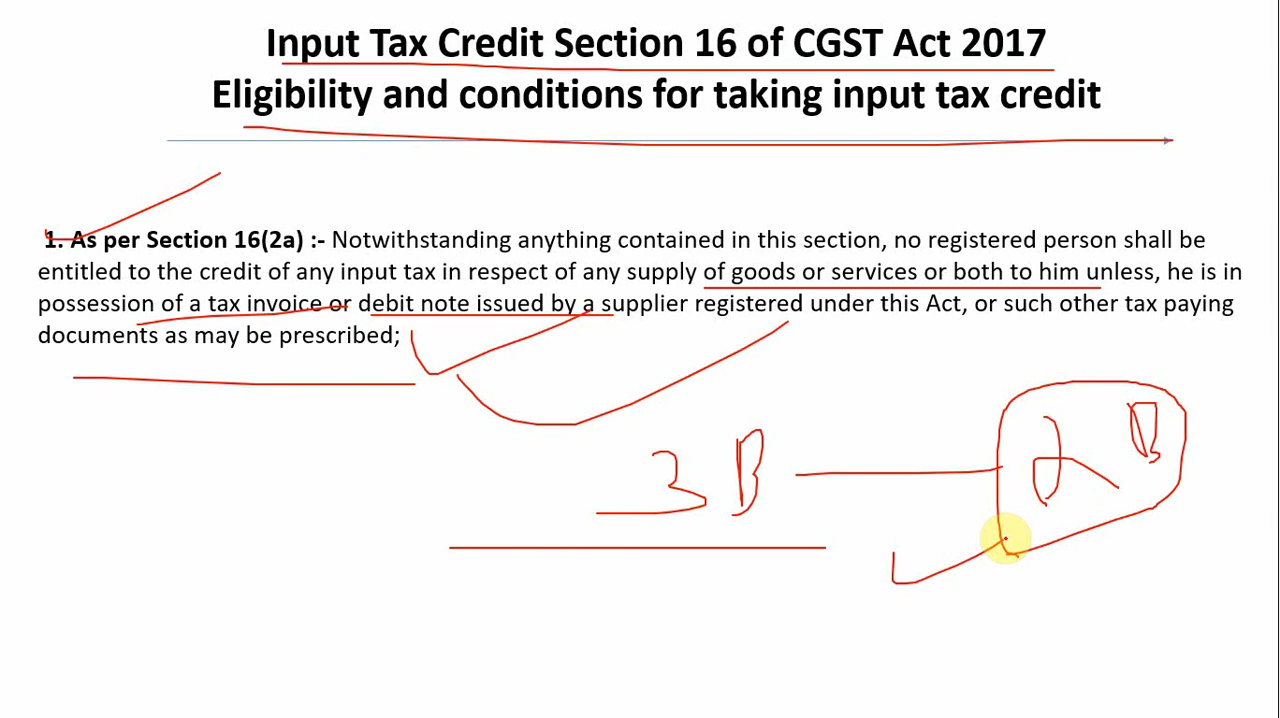 Input Tax Credit Section 16 of CGST Act 2017
Eligibility and conditions for taking input tax credit
1. As per Section 16(2a) :- Notwithstanding anything contained in this section, no registered person shall be
entitled to the credit of any input tax in respect of any supply of goods or services or both to him unless, he is in
possession of a tax invoice or debit note issued by a supplier registered under this Act, or such other tax paying
documents as may be prescribed;
3B 2B